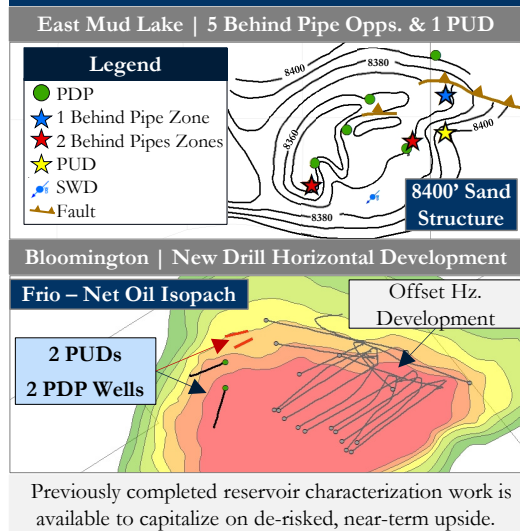 East Mud Lake | 5 Behind Pipe Opps. & 1 PUD
Legend
PDP
1 Behind Pipe Zone
2 Behind Pipes Zones
PUD
SWD
Fault
8400
8380
8360
8400
8380
8400' Sand
Structure
Bloomington | New Drill Horizontal Development
Frio – Net Oil Isopach
Offset Hz.
Development
2 PUDs
2 PDP Wells
Previously completed reservoir characterization work is
available to capitalize on de-risked, near-term upside.